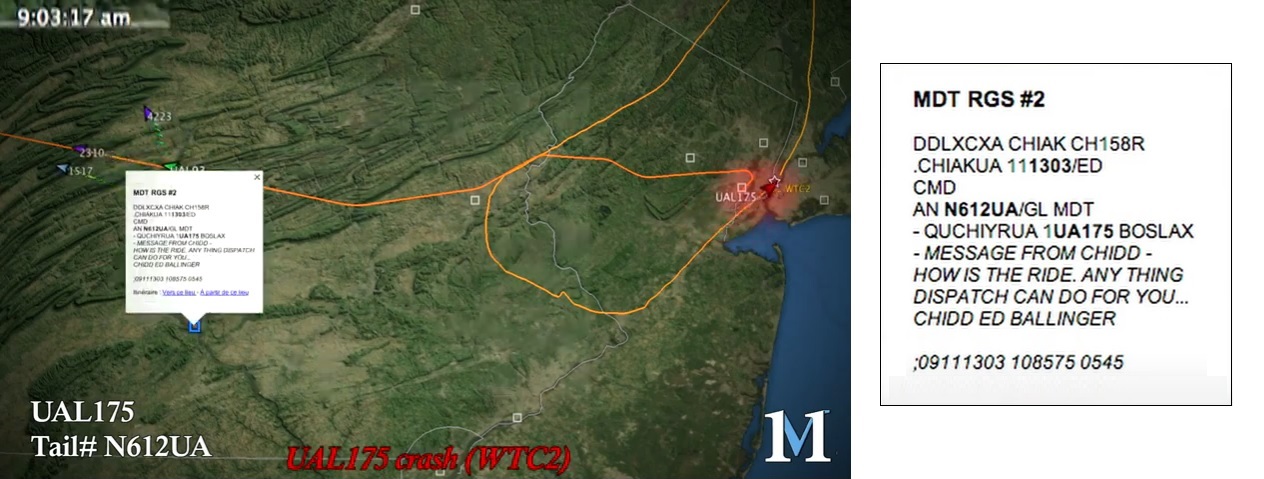 9:03:17 am
4223
2310
1517
UAL93
×
MDT RGS #2
DDLXCXA CHIAK CH158R
.CHIAKUA 111303/ED
CMD
AN N612UA/GL MDT
- QUCHIYRUA 1UA175 BOSLAX
- MESSAGE FROM CHIDD -
HOW IS THE RIDE. ANY THING DISPATCH
CAN DO FOR YOU...
CHIDD ED BALLINGER
;09111303 108575 0545
Itinéraire : Vers ce lieu - À partir de ce lieu
UAL175
WTC2
UAL175
Tail# N612UA
UAL175 crash (WTC2)
M
MDT RGS #2
DDLXCXA CHIAK CH158R
.CHIAKUA 111303/ED
CMD
AN N612UA/GL MDT
- QUCHIYRUA 1UA175 BOSLAX
- MESSAGE FROM CHIDD -
HOW IS THE RIDE. ANY THING
DISPATCH CAN DO FOR YOU...
CHIDD ED BALLINGER
;09111303 108575 0545